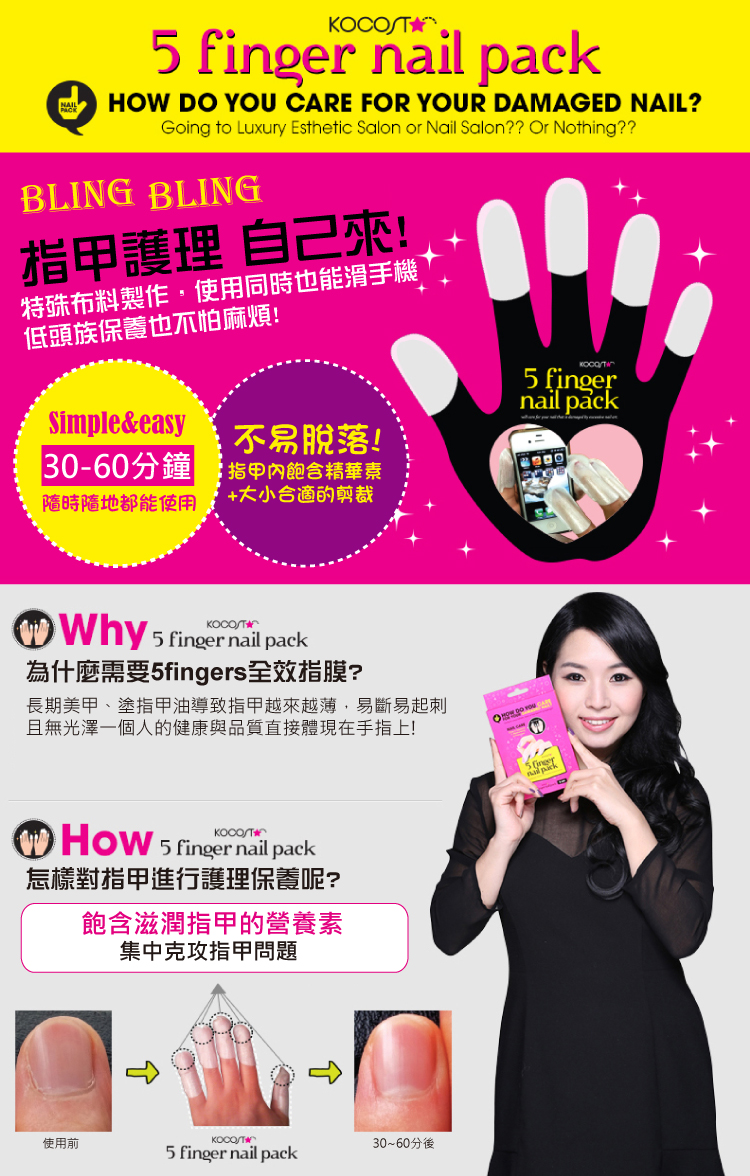 KOCOST★R
5 finger nail pack
NAIL
PACK
HOW DO YOU CARE FOR YOUR DAMAGED NAIL?
Going to Luxury Esthetic Salon or Nail Salon?? Or Nothing??
BLING BLING
指甲護理 自己來!
特殊布料製作，使用同時也能滑手機
低頭族保養也不怕麻煩!
Simple&easy
30-60分鐘
隨時隨地都能使用
不易脫落!
指甲內飽含精華素
+大小合適的剪裁
KOCOST★R
5 finger
nail pack
Why
KOCOST★R
5 finger nail pack
為什麼需要5fingers全效指膜?
長期美甲、塗指甲油導致指甲越來越薄，易斷易起刺
且無光澤一個人的健康與品質直接體現在手指上!
HOW DO YOU CARE
5 finger
nail pack
How
KOCOST★R
5 finger nail pack
怎樣對指甲進行護理保養呢?
飽含滋潤指甲的營養素
集中克攻指甲問題
使用前
KOCOST★R
5 finger nail pack
30~60分後